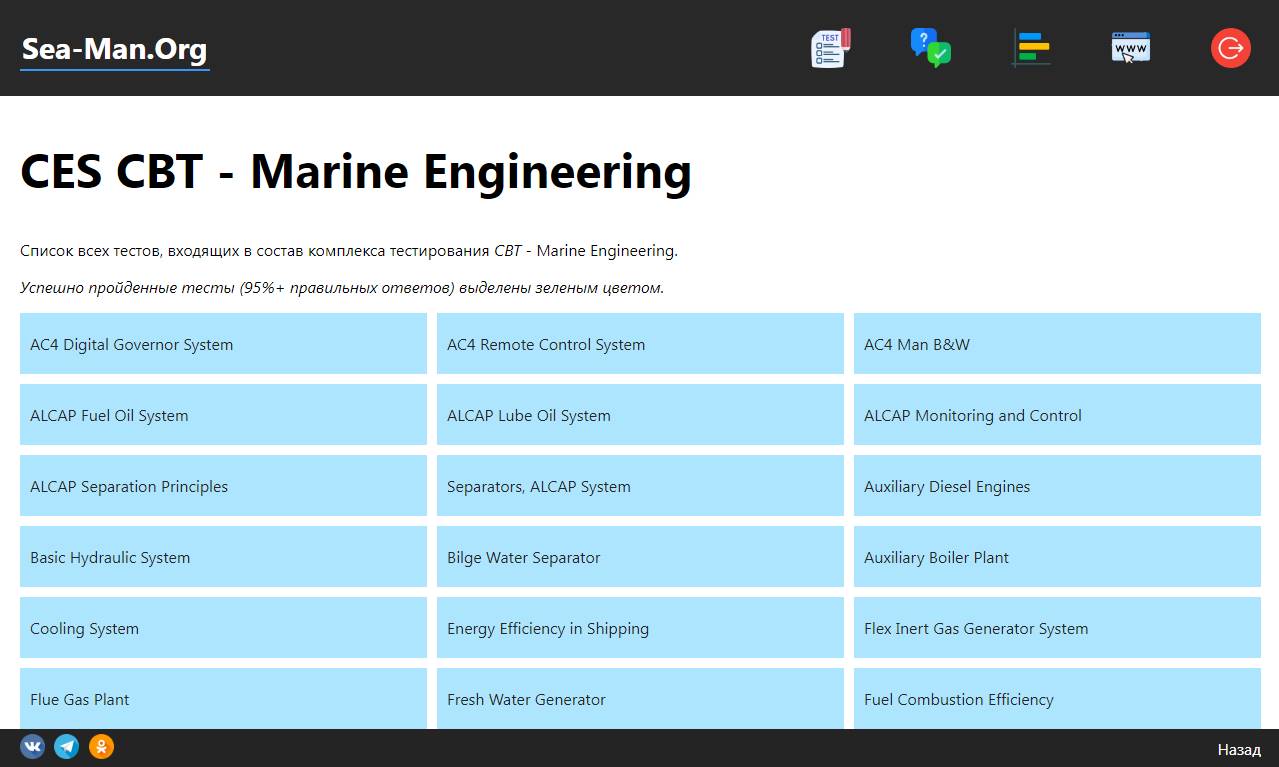 Sea-Man.Org
TEST
?
www
CES CBT - Marine Engineering
Список всех тестов, входящих в состав комплекса тестирования CBT - Marine Engineering.
Успешно пройденные тесты (95%+ правильных ответов) выделены зеленым цветом.
AC4 Digital Governor System
AC4 Remote Control System
AC4 Man B&W
ALCAP Fuel Oil System
ALCAP Lube Oil System
ALCAP Monitoring and Control
ALCAP Separation Principles
Separators, ALCAP System
Auxiliary Diesel Engines
Basic Hydraulic System
Bilge Water Separator
Auxiliary Boiler Plant
Cooling System
Energy Efficiency in Shipping
Flex Inert Gas Generator System
Flue Gas Plant
Fresh Water Generator
Fuel Combustion Efficiency
Назад